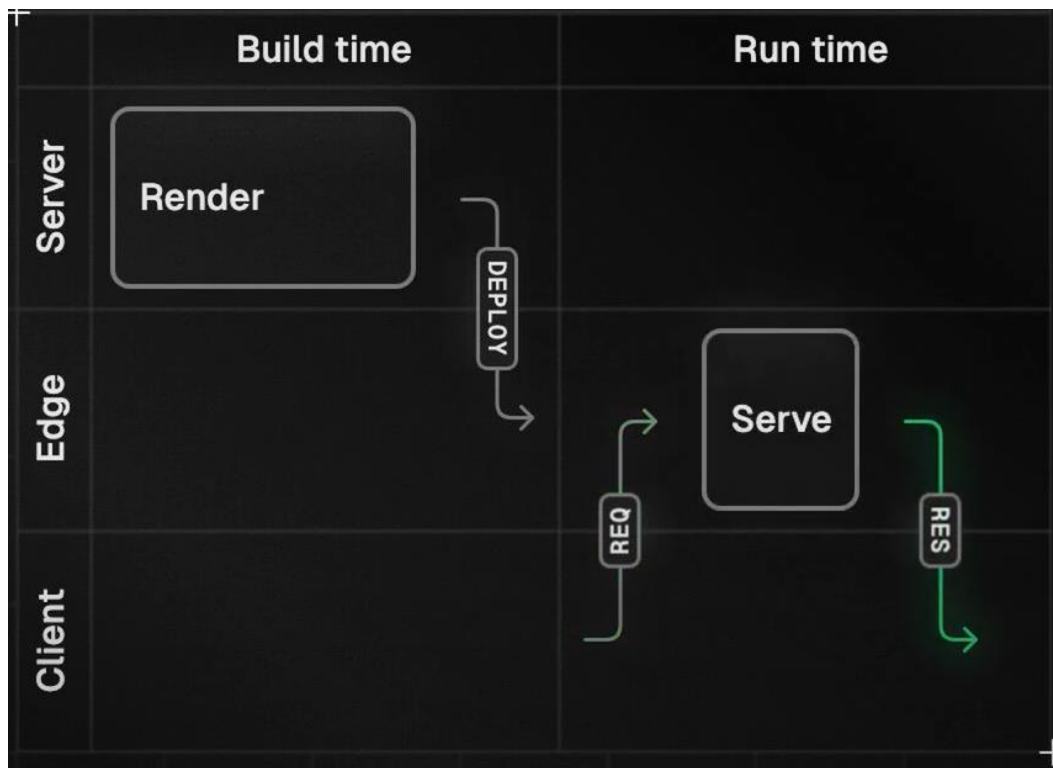 Build time
Run time
Server
Render
DEPLOY
Edge
Serve
REQ
RES
Client